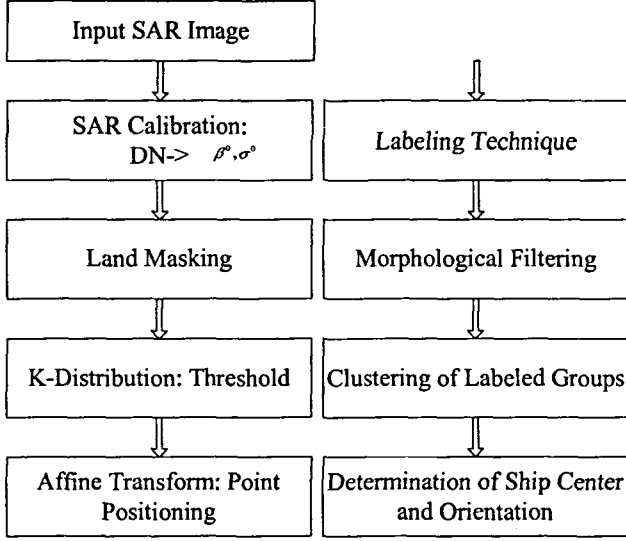 Input SAR Image
SAR Calibration:
DN-> β°,σ°
Land Masking
K-Distribution: Threshold
Affine Transform: Point
Positioning
Labeling Technique
Morphological Filtering
Clustering of Labeled Groups
Determination of Ship Center
and Orientation